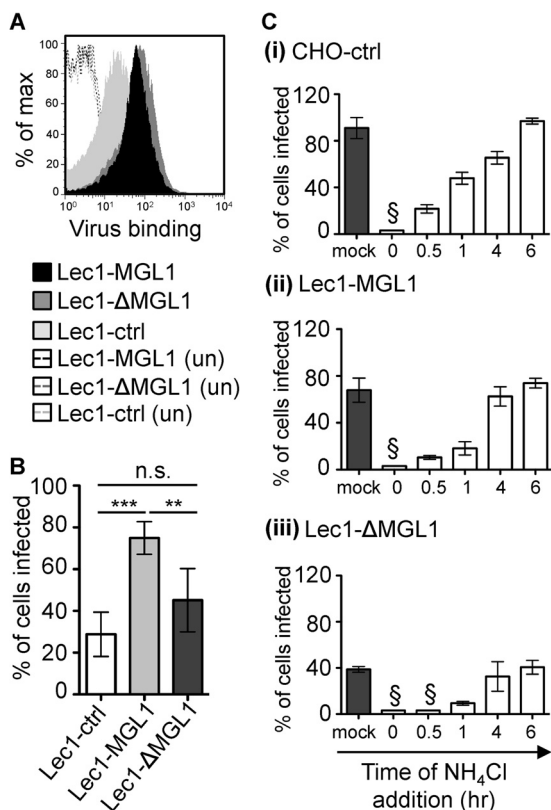 A
% of max
100
80
60
40
20
0
10⁰ 10¹ 10² 10³ 10⁴
Virus binding
Lec1-MGL1
Lec1-ΔMGL1
Lec1-ctrl
Lec1-MGL1 (un)
Lec1-ΔMGL1 (un)
Lec1-ctrl (un)
B
n.s.
*** **
% of cells infected
100
80
60
40
20
0
Lec1-ctrl
Lec1-MGL1
Lec1-ΔMGL1
C
(i) CHO-ctrl
% of cells infected
120
80
40
0
§
mock 0 0.5 1 4 6
(ii) Lec1-MGL1
% of cells infected
120
80
40
0
§
mock 0 0.5 1 4 6
(iii) Lec1-ΔMGL1
% of cells infected
120
80
40
0
§ §
mock 0 0.5 1 4 6
Time of NH₄Cl
addition (hr)